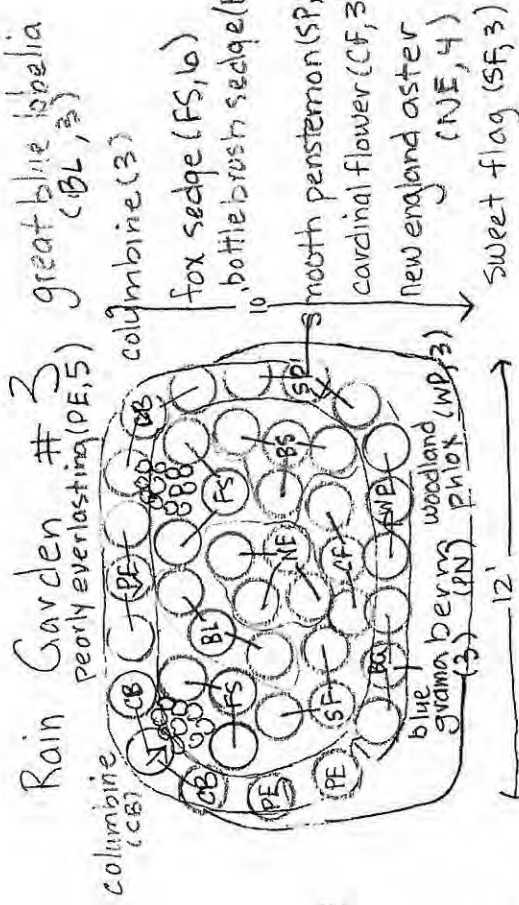 Rain Garden # 3
pearly everlasting (PE, 5)
columbine
(CB)
great blue lobelia
(BL, 3)
columbine (3)
fox sedge (FS, 6)
bottlebrush sedge (
smooth penstemon (SP,
cardinal flower (CF, 3
new england aster
(NE, 4)
sweet flag (SF, 3)
10
CB
PE
CB
CB
PE
PE
FS
BL
FS
SF
NE
CF
BS
SP
BG
WP
blue
grama
(3)
berm
(PN)
woodland
phlox (WP, 3)
12'